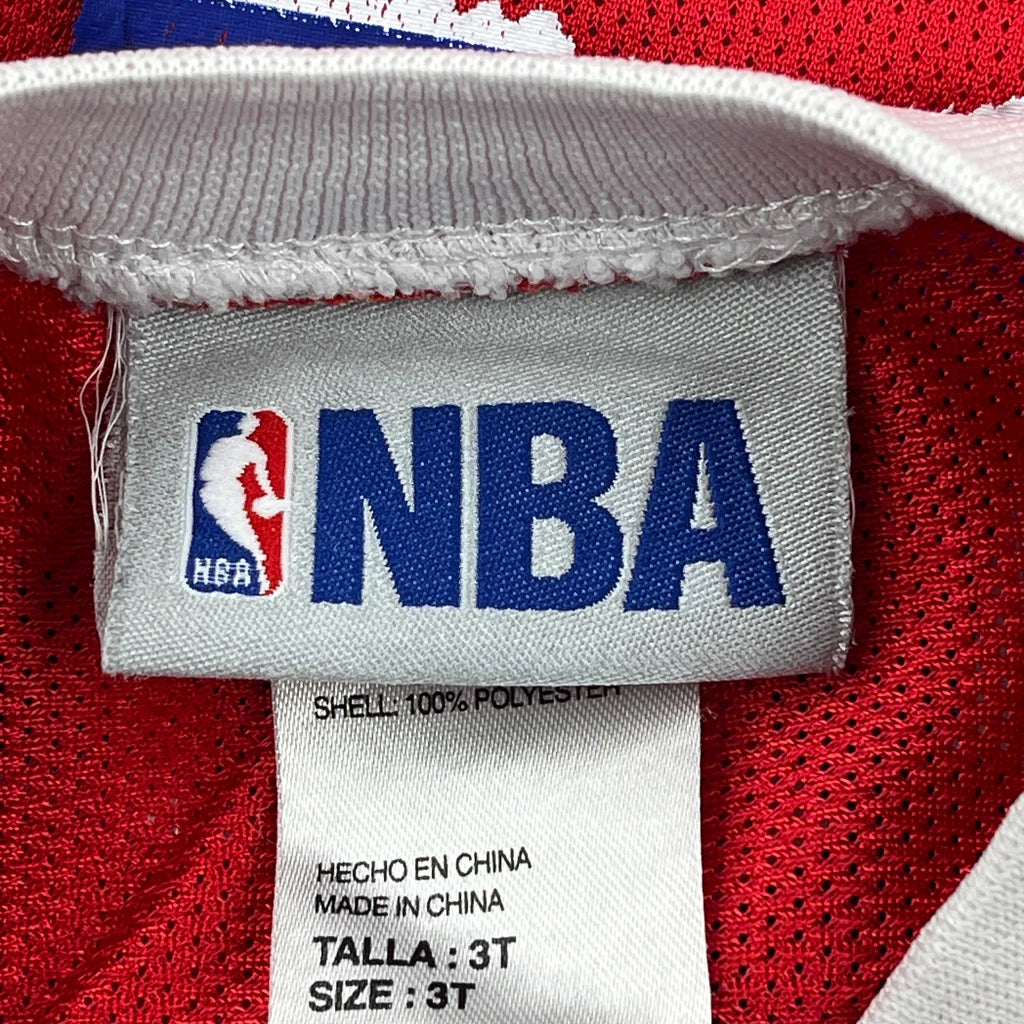 NBA
NBA
SHELL: 100% POLYESTER
HECHO EN CHINA
MADE IN CHINA
TALLA : 3T
SIZE : 3T